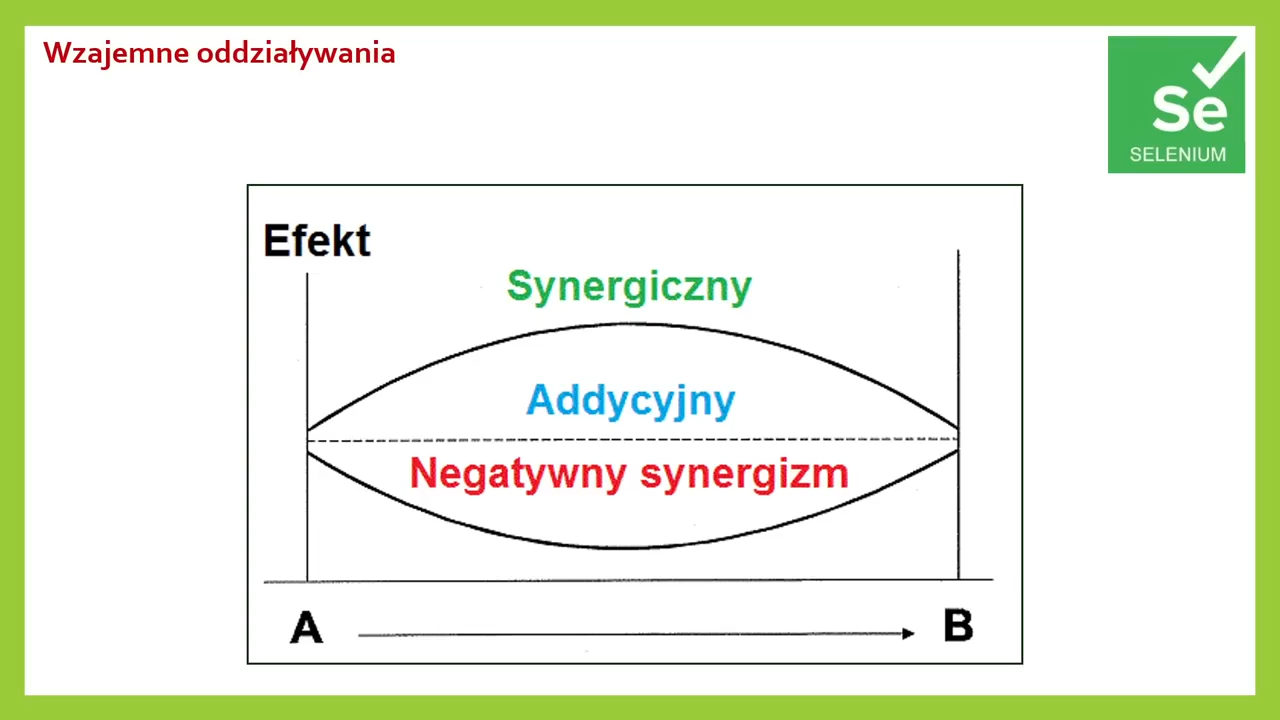 Wzajemne oddziaływania
Se
SELENIUM
Efekt
Synergiczny
Addycyjny
Negatywny synergizm
A
B